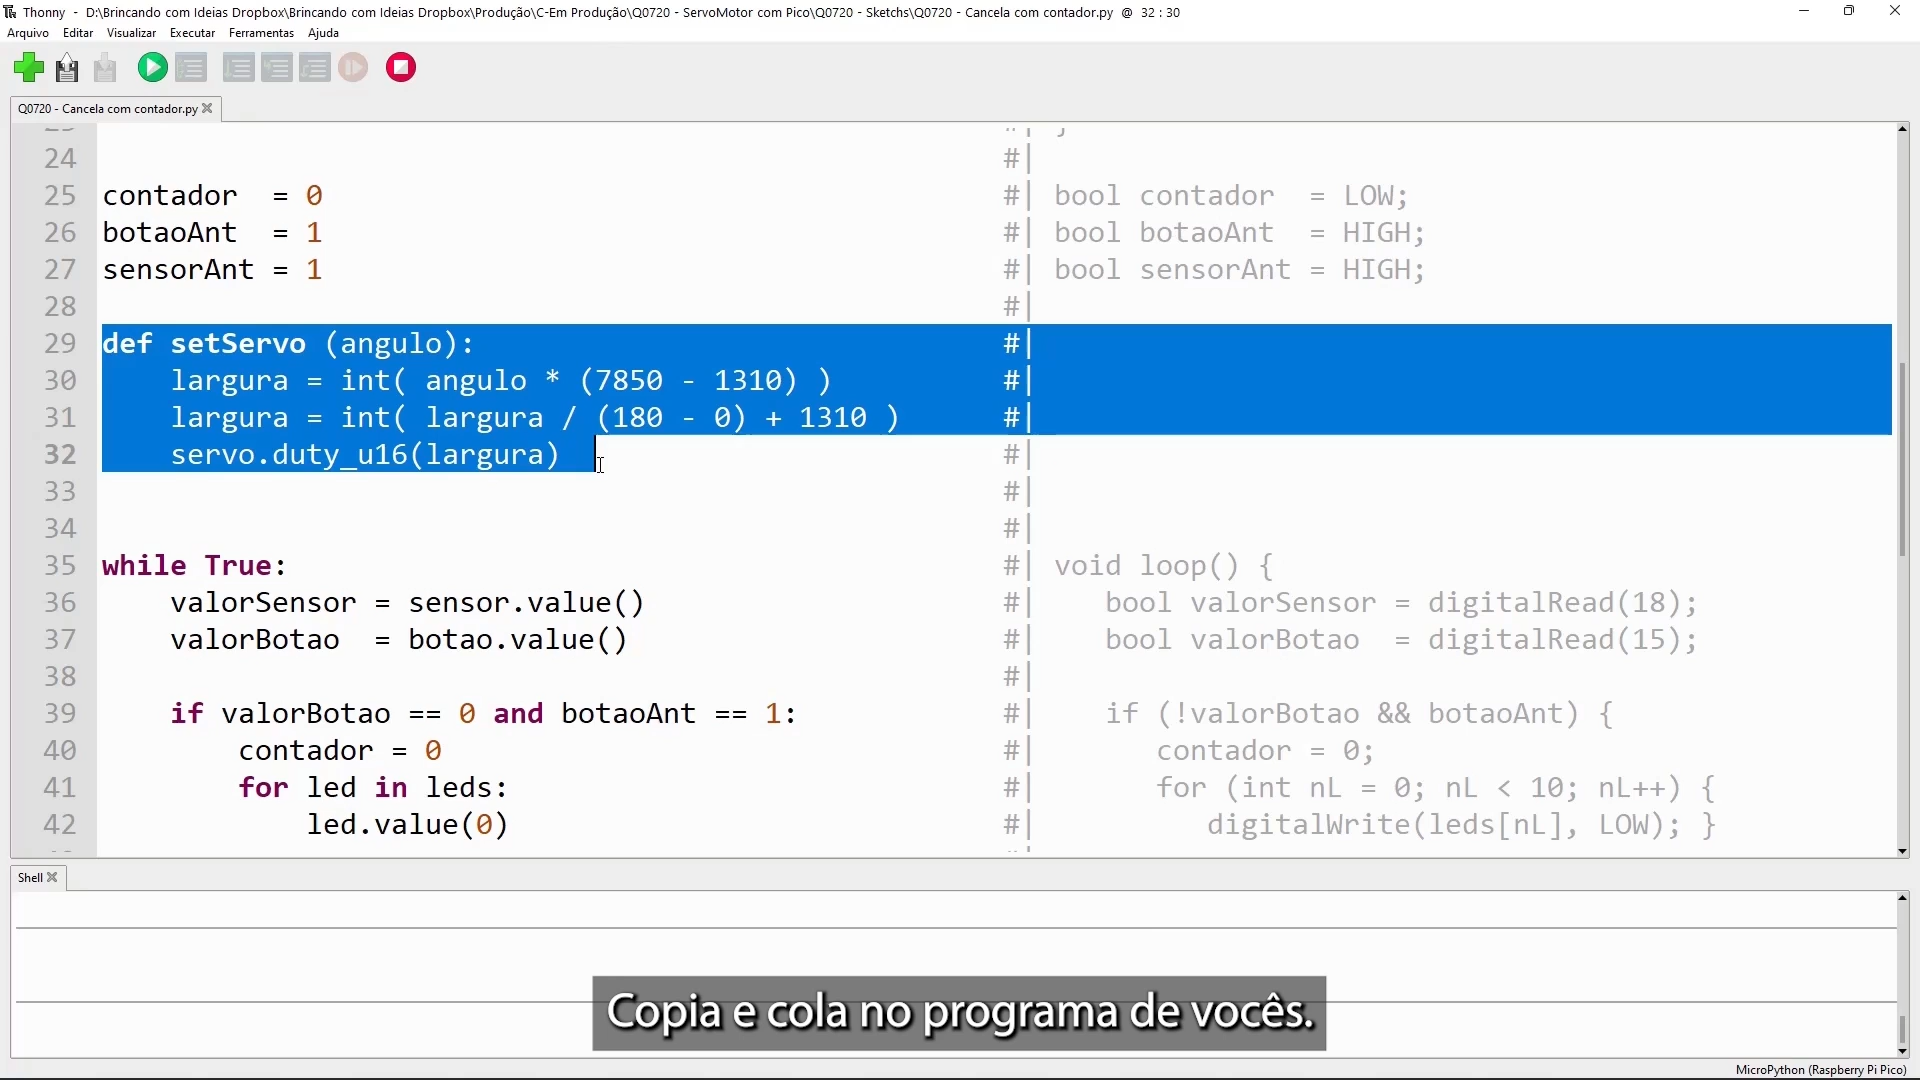 Thonny - D:\Brincando com Ideias Dropbox\Brincando com Ideias Dropbox\Produção\C-Em Produção\Q0720 - ServoMotor com Pico\Q0720 - Sketchs\Q0720 - Cancela com contador.py @ 32 : 30
Arquivo Editar Visualizar Executar Ferramentas Ajuda
Q0720 - Cancela com contador.py
24 #|
25 contador  = 0 #| bool contador  = LOW;
26 botaoAnt  = 1 #| bool botaoAnt  = HIGH;
27 sensorAnt = 1 #| bool sensorAnt = HIGH;
28 #|
29 def setServo (angulo): #|
30     largura = int( angulo * (7850 - 1310) ) #|
31     largura = int( largura / (180 - 0) + 1310 ) #|
32     servo.duty_u16(largura) #|
33 #|
34 #|
35 while True: #| void loop() {
36     valorSensor = sensor.value() #|    bool valorSensor = digitalRead(18);
37     valorBotao  = botao.value() #|    bool valorBotao  = digitalRead(15);
38 #|
39     if valorBotao == 0 and botaoAnt == 1: #|    if (!valorBotao && botaoAnt) {
40         contador = 0 #|       contador = 0;
41         for led in leds: #|       for (int nL = 0; nL < 10; nL++) {
42             led.value(0) #|          digitalWrite(leds[nL], LOW); }
Shell
Copia e cola no programa de vocês.
MicroPython (Raspberry Pi Pico)